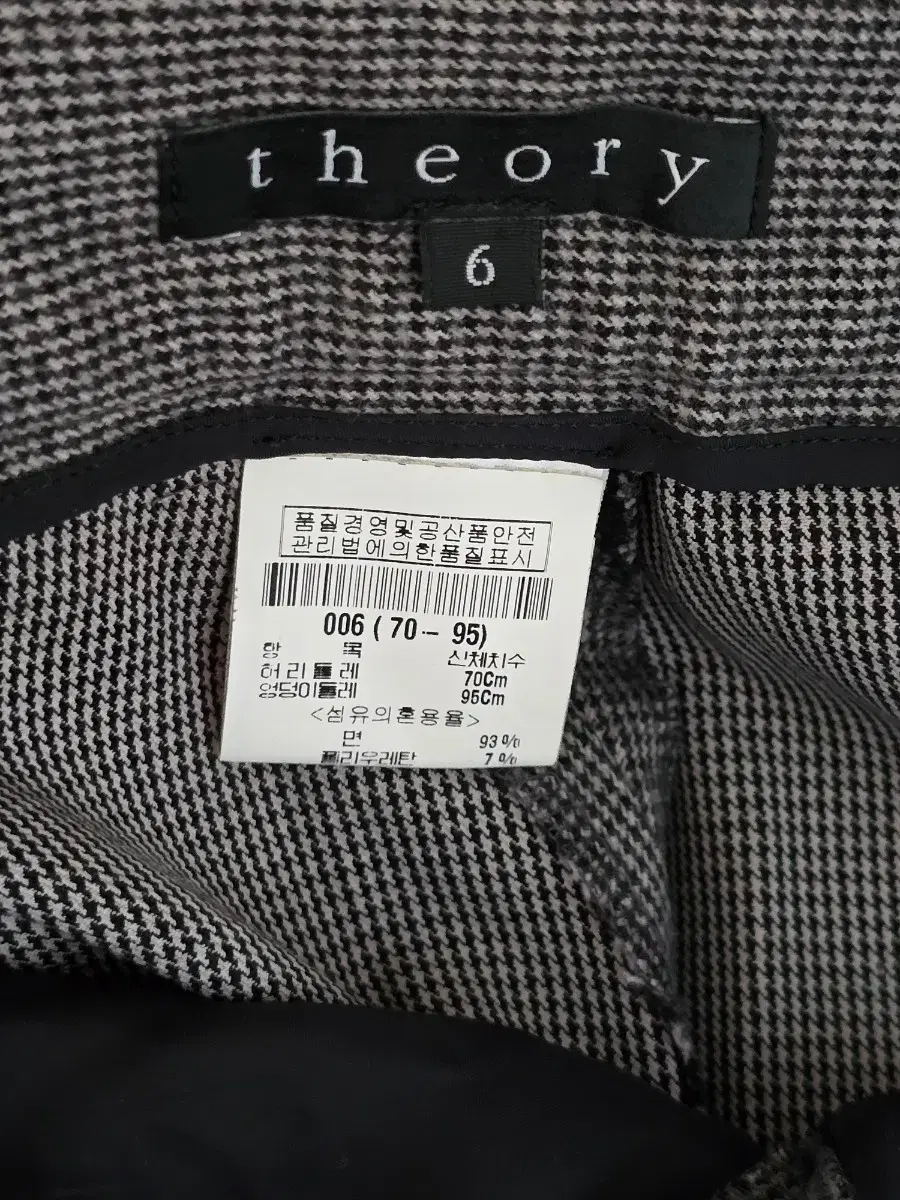 theory
6
품질경영및공산품안전
관리법에의한품질표시
006 ( 70 - 95)
항 목 신체치수
허리둘레 70Cm
엉덩이둘레 95Cm
<섬유의혼용율>
면 93%
폴리우레탄 7%